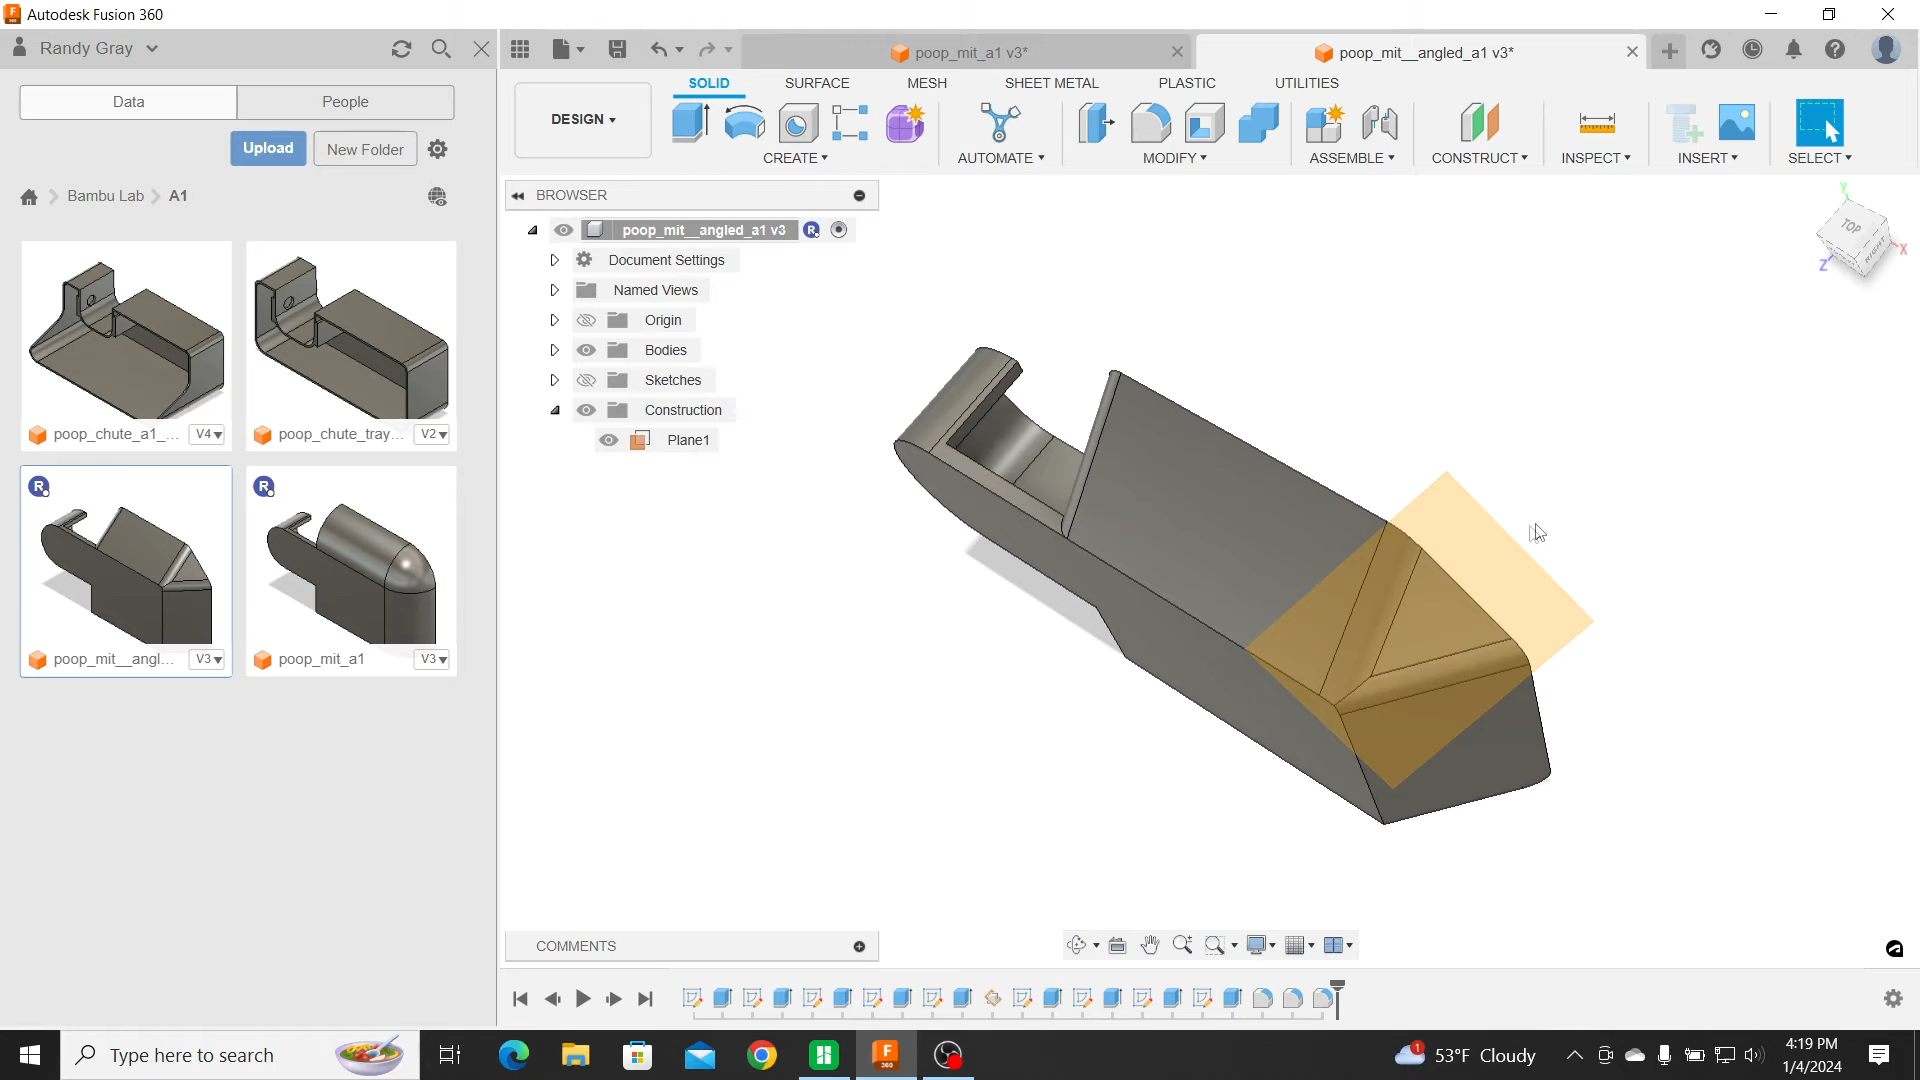 Autodesk Fusion 360
Randy Gray
poop_mit_a1 v3*
poop_mit__angled_a1 v3*
Data
People
Upload
New Folder
Bambu Lab
A1
DESIGN
SOLID
SURFACE
MESH
SHEET METAL
PLASTIC
UTILITIES
CREATE
AUTOMATE
MODIFY
ASSEMBLE
CONSTRUCT
INSPECT
INSERT
SELECT
BROWSER
poop_mit__angled_a1 v3
R
Document Settings
Named Views
Origin
Bodies
Sketches
Construction
Plane1
Y
TOP
RIGHT
X
Z
poop_chute_a1_...
V4
poop_chute_tray...
V2
R
R
poop_mit__angl...
V3
poop_mit_a1
V3
COMMENTS
Type here to search
F
360
1
53°F Cloudy
4:19 PM
1/4/2024